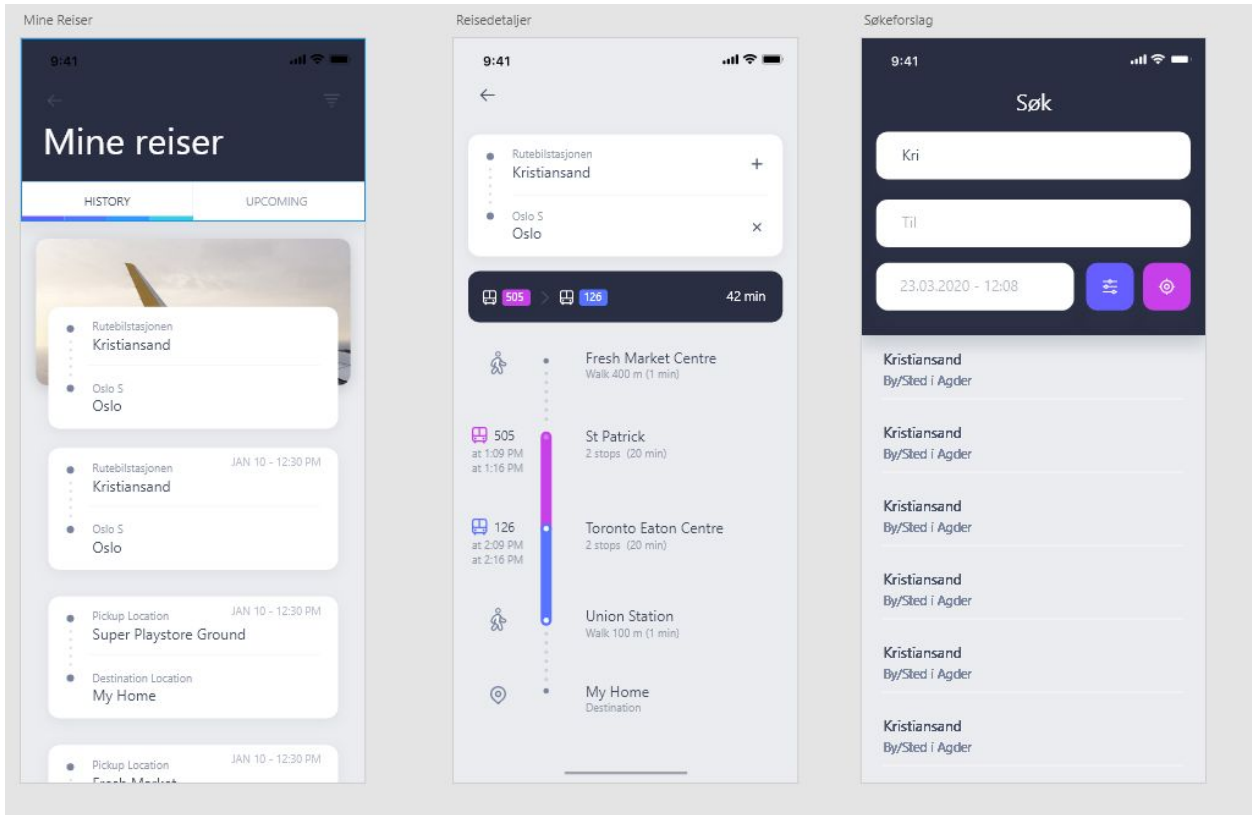 Mine Reiser
9:41
Mine reiser
HISTORY
UPCOMING
Rutebilstasjonen
Kristiansand
Oslo S
Oslo
JAN 10 - 12:30 PM
Rutebilstasjonen
Kristiansand
Oslo S
Oslo
JAN 10 - 12:30 PM
Pickup Location
Super Playstore Ground
Destination Location
My Home
JAN 10 - 12:30 PM
Pickup Location
Fresh Market
Reisedetaljer
9:41
Rutebilstasjonen
Kristiansand
+
Oslo S
Oslo
×
505 > 126 42 min
Fresh Market Centre
Walk 400 m (1 min)
505
at 1:09 PM
at 1:16 PM
St Patrick
2 stops (20 min)
126
at 2:09 PM
at 2:16 PM
Toronto Eaton Centre
2 stops (20 min)
Union Station
Walk 100 m (1 min)
My Home
Destination
Søkeforslag
9:41
Søk
Kri
Til
23.03.2020 - 12:08
Kristiansand
By/Sted i Agder
Kristiansand
By/Sted i Agder
Kristiansand
By/Sted i Agder
Kristiansand
By/Sted i Agder
Kristiansand
By/Sted i Agder
Kristiansand
By/Sted i Agder